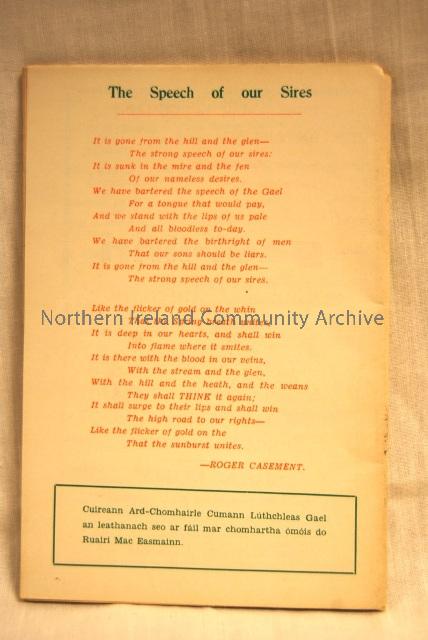 The Speech of our Sires
It is gone from the hill and the glen—
The strong speech of our sires:
It is sunk in the mire and the fen
Of our nameless desires.
We have bartered the speech of the Gael
For a tongue that would pay,
And we stand with the lips of us pale
And all bloodless to-day.
We have bartered the birthright of men
That our sons should be liars.
It is gone from the hill and the glen—
The strong speech of our sires.
Like the flicker of gold on the whin
Northern Ireland Community Archive
That the Spring
It is deep in our hearts, and shall win
Into flame where it smites.
It is there with the blood in our veins,
With the stream and the glen,
With the hill and the heath, and the weans
They shall THINK it again;
It shall surge to their lips and shall win
The high road to our rights—
Like the flicker of gold on the
That the sunburst unites.
—ROGER CASEMENT.
Cuireann Ard-Chomhairle Cumann Lúthchleas Gael
an leathanach seo ar fáil mar chomhartha ómóis do
Ruairí Mac Easmainn.